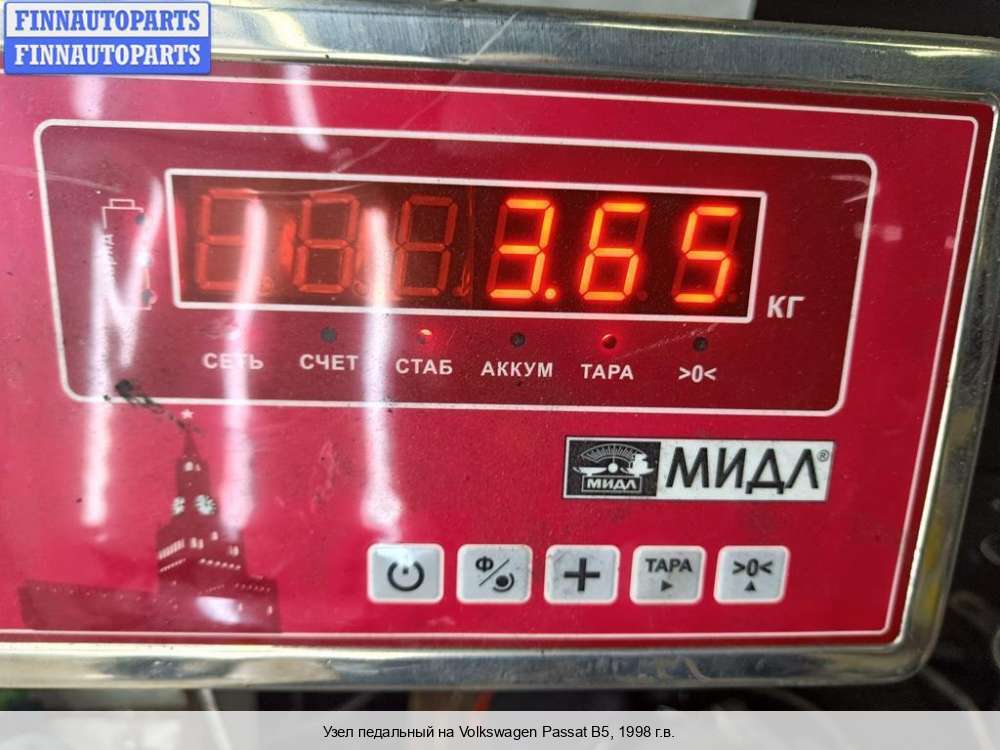 FINNAUTOPARTS
FINNAUTOPARTS
3.65
КГ
СЕТЬ СЧЕТ СТАБ АККУМ ТАРА >0<
МИДЛ МИДЛ®
Ф ТАРА >0<
Узел педальный на Volkswagen Passat B5, 1998 г.в.